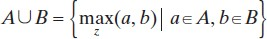 A∪B = {max_z(a, b) | a∈A, b∈B}